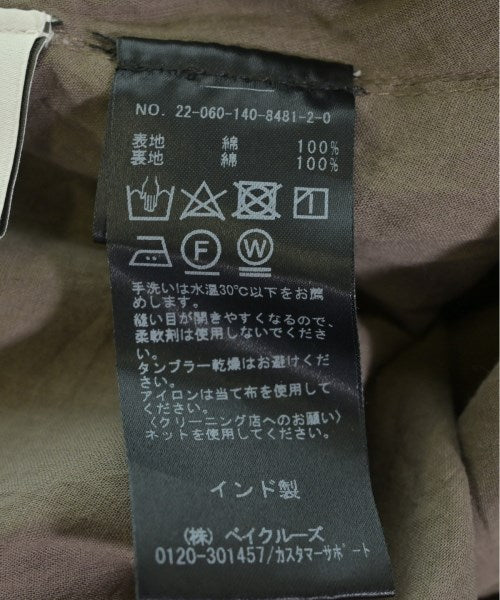 NO. 22-060-140-8481-2-0
表地 綿 100%
裏地 綿 100%
F W
手洗いは水温30℃以下をお薦
めします。
縫い目が開きやすくなるので、
柔軟剤は使用しないでくださ
い。
タンブラー乾燥はお避けくだ
さい。
アイロンは当て布を使用して
ください。
〈クリーニング店へのお願い〉
ネットを使用してください。
インド製
(株) ベイクルーズ
0120-301457/カスタマーサポート